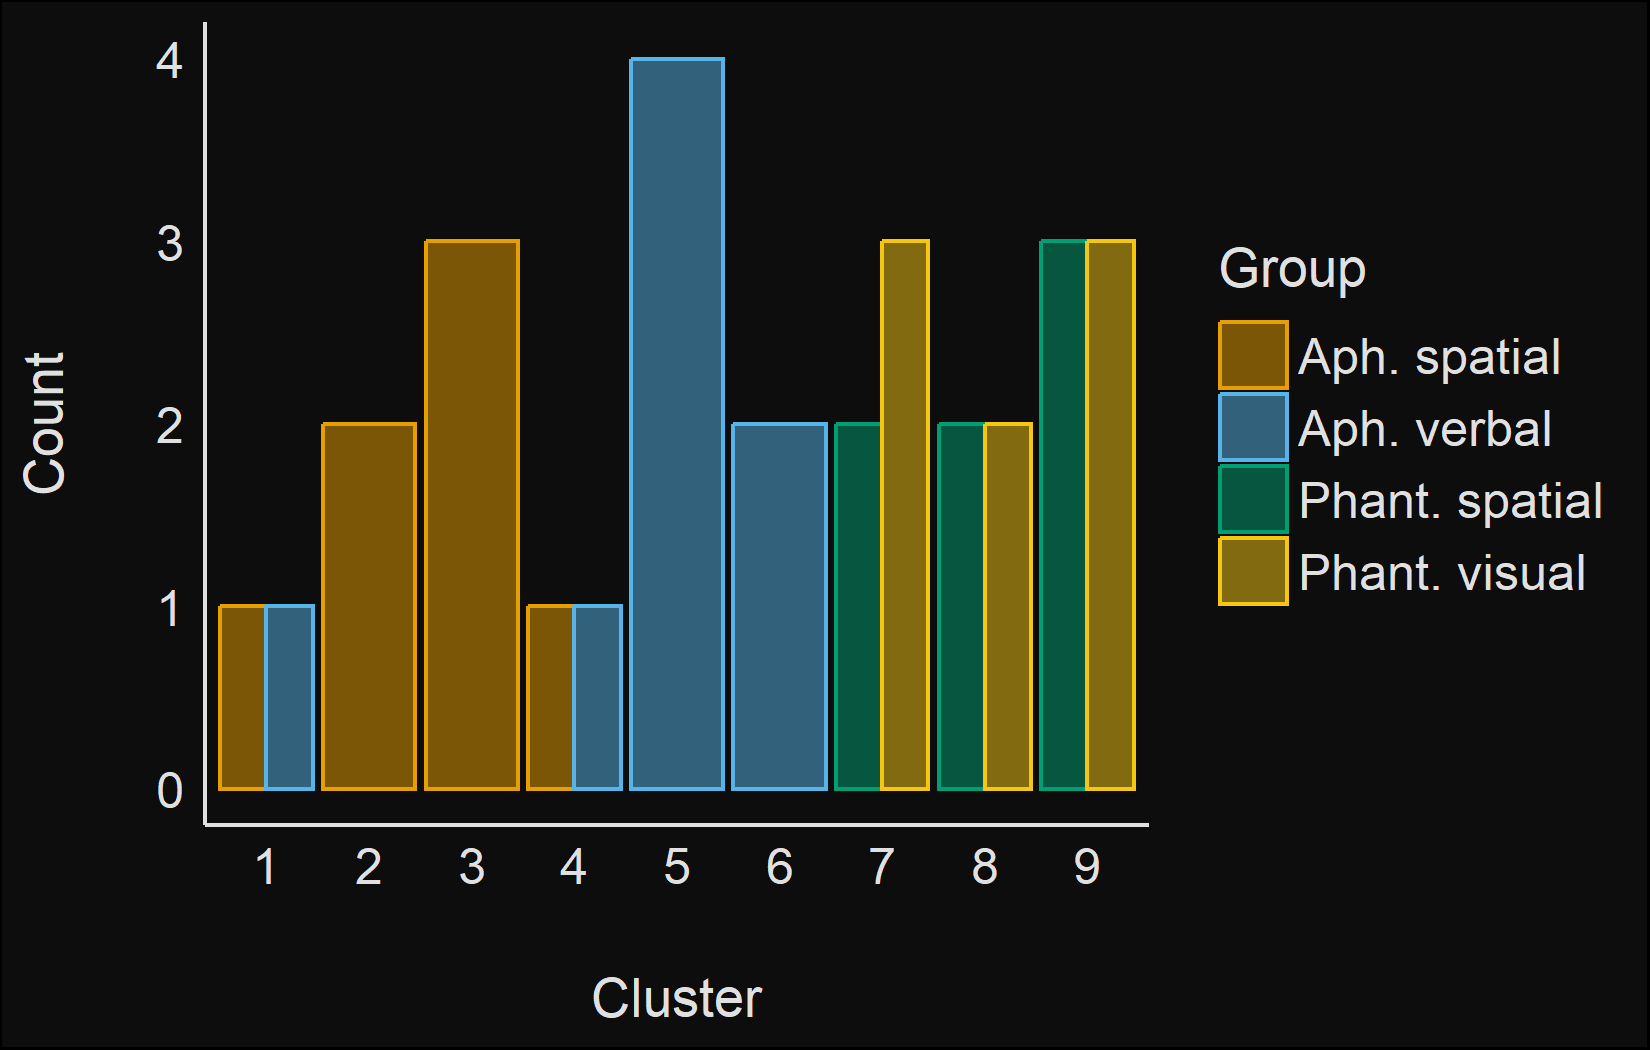 4
3
2
1
0
Count
1 2 3 4 5 6 7 8 9
Cluster
Group
Aph. spatial
Aph. verbal
Phant. spatial
Phant. visual